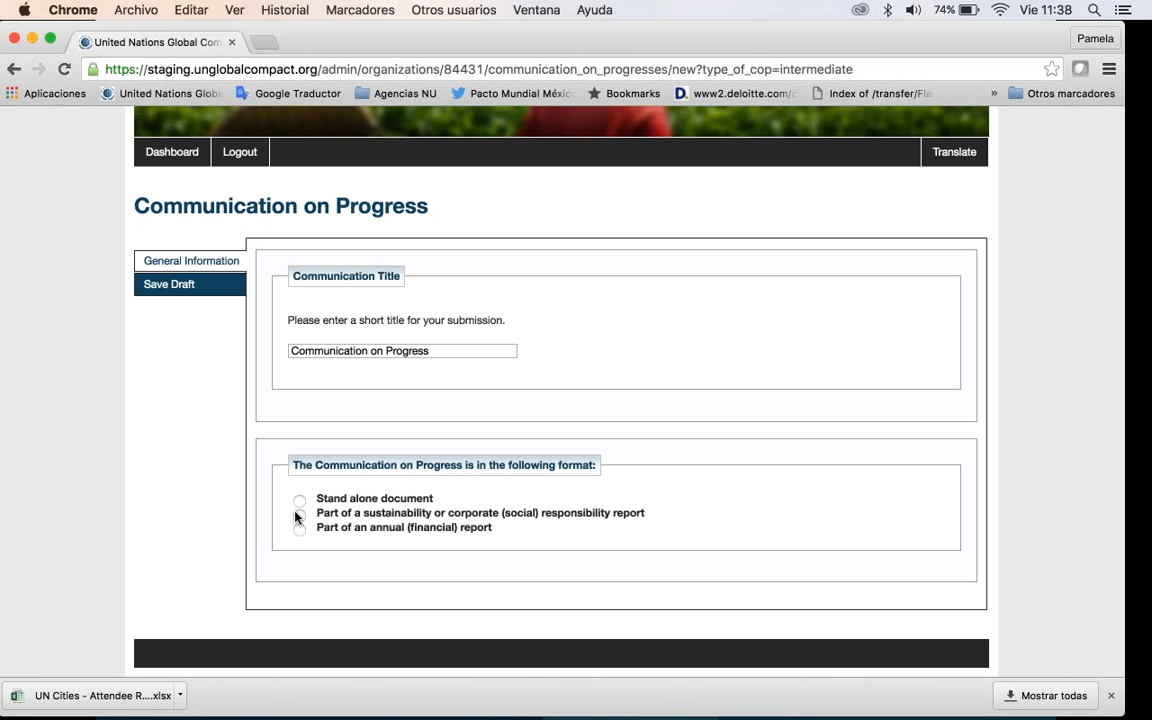 Chrome Archivo Editar Ver Historial Marcadores Otros usuarios Ventana Ayuda 74% Vie 11:38
United Nations Global Com Pamela
https://staging.unglobalcompact.org/admin/organizations/84431/communication_on_progresses/new?type_of_cop=intermediate
Aplicaciones United Nations Globa Google Traductor Agencias NU Pacto Mundial Méxic Bookmarks www2.deloitte.com/ Index of /transfer/Fla » Otros marcadores
Dashboard Logout Translate
Communication on Progress
General Information
Save Draft
Communication Title
Please enter a short title for your submission.
Communication on Progress
The Communication on Progress is in the following format:
Stand alone document
Part of a sustainability or corporate (social) responsibility report
Part of an annual (financial) report
UN Cities - Attendee R....xlsx Mostrar todas